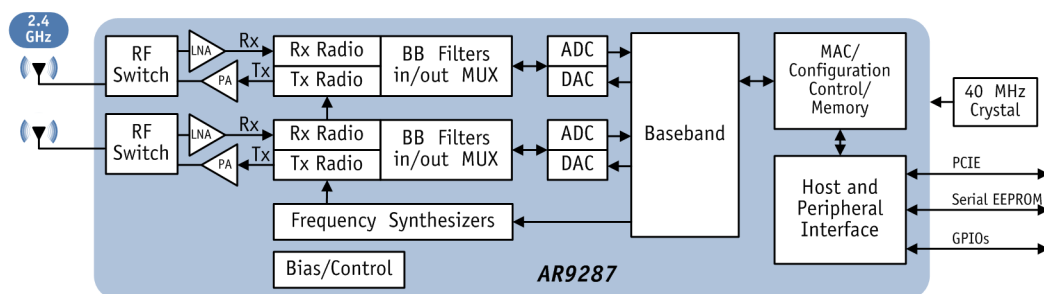 2.4
GHz
RF
Switch
LNA
Rx
PA
Tx
Rx Radio
Tx Radio
BB Filters
in/out MUX
ADC
DAC
RF
Switch
LNA
Rx
PA
Tx
Rx Radio
Tx Radio
BB Filters
in/out MUX
ADC
DAC
Frequency Synthesizers
Bias/Control
Baseband
MAC/
Configuration
Control/
Memory
Host and
Peripheral
Interface
40 MHz
Crystal
PCIE
Serial EEPROM
GPIOs
AR9287